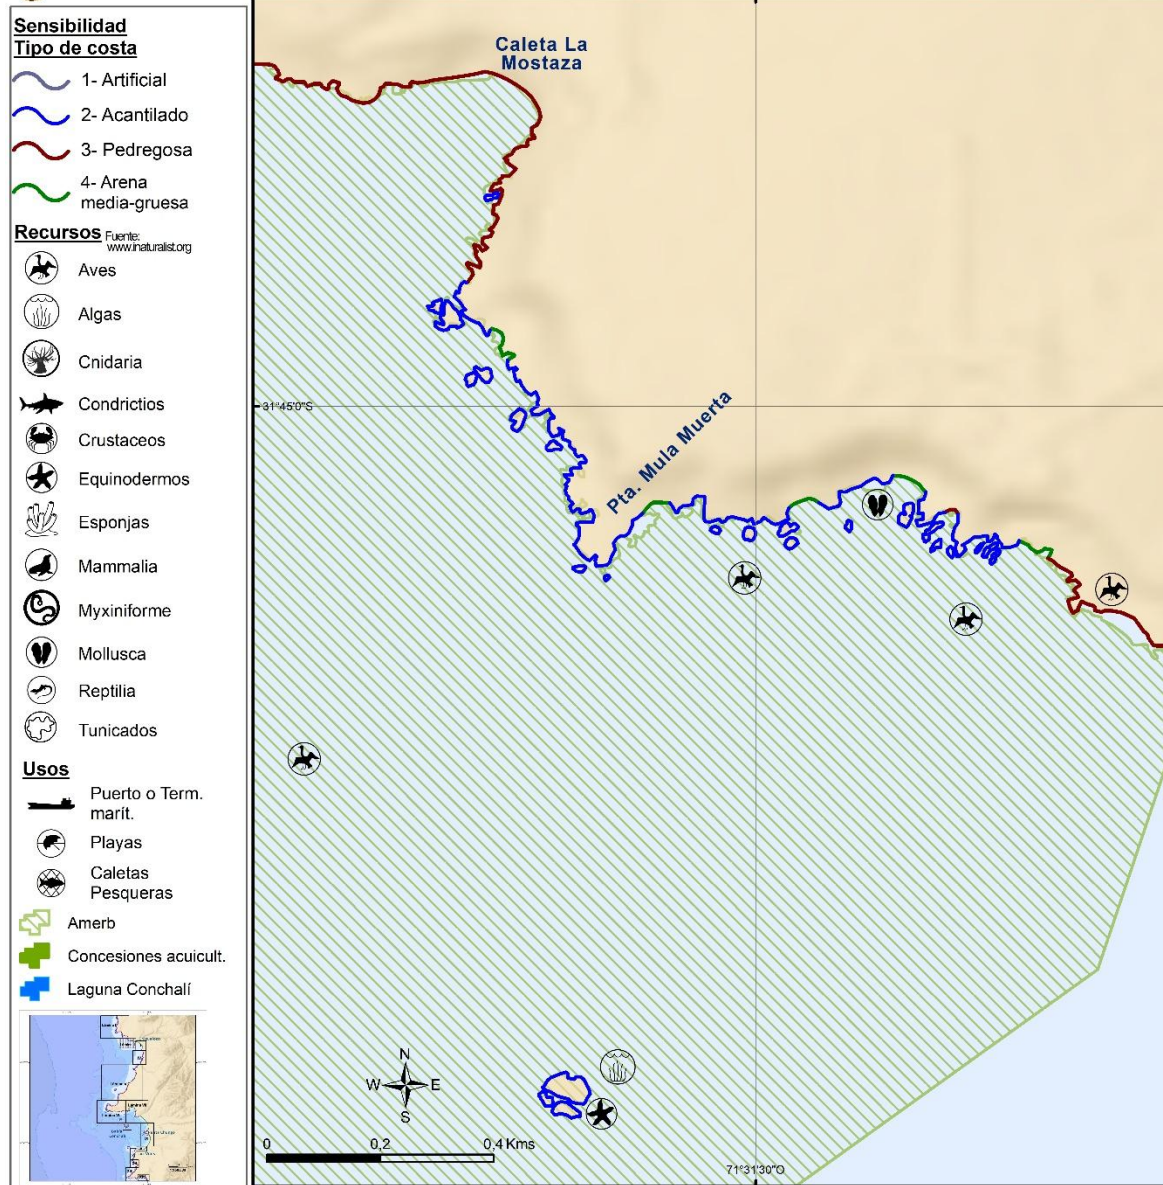 Sensibilidad
Tipo de costa
1- Artificial
2- Acantilado
3- Pedregosa
4- Arena
media-gruesa
Recursos Fuente:
www.inaturalist.org
Aves
Algas
Cnidaria
Condrictios
Crustaceos
Equinodermos
Esponjas
Mammalia
Myxiniforme
Mollusca
Reptilia
Tunicados
Usos
Puerto o Term.
marít.
Playas
Caletas
Pesqueras
Amerb
Concesiones acuicult.
Laguna Conchalí
Caleta La
Mostaza
31°45'0"S
Pta. Mula Muerta
N
W E
S
0 0,2 0,4 Kms
71°31'30"O